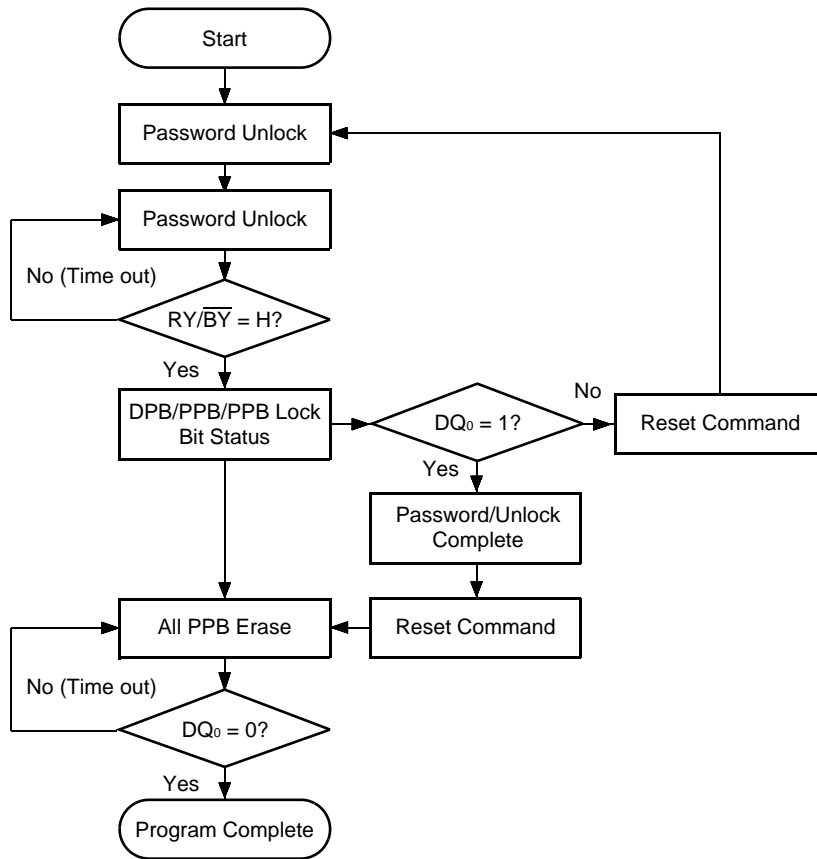 Start
Password Unlock
Password Unlock
No (Time out)
RY/B̅Y̅ = H?
Yes
DPB/PPB/PPB Lock
Bit Status
DQ₀ = 1?
No
Reset Command
Yes
Password/Unlock
Complete
All PPB Erase
Reset Command
No (Time out)
DQ₀ = 0?
Yes
Program Complete